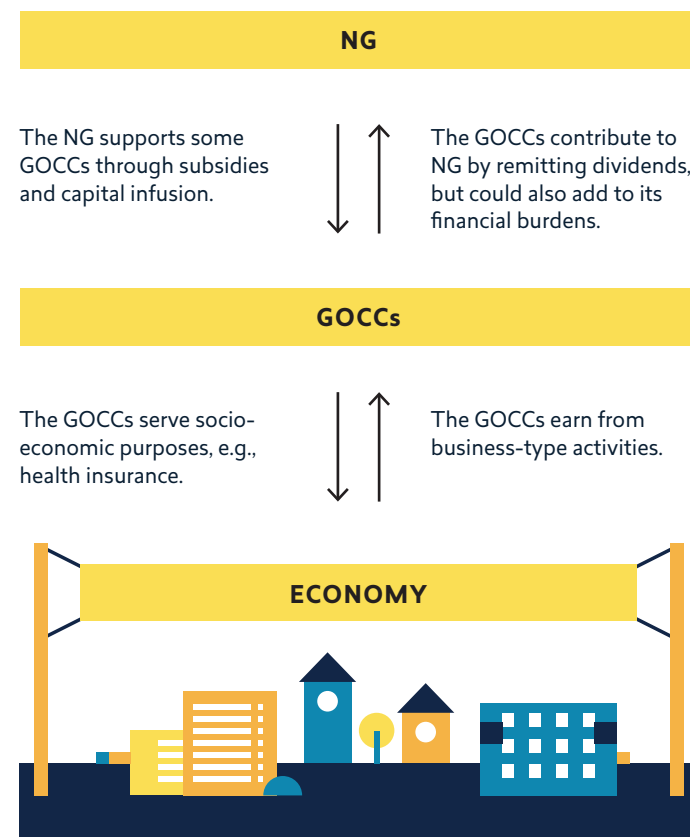 NG
The NG supports some
GOCCs through subsidies
and capital infusion.
The GOCCs contribute to
NG by remitting dividends,
but could also add to its
financial burdens.
GOCCs
The GOCCs serve socio-
economic purposes, e.g.,
health insurance.
The GOCCs earn from
business-type activities.
ECONOMY